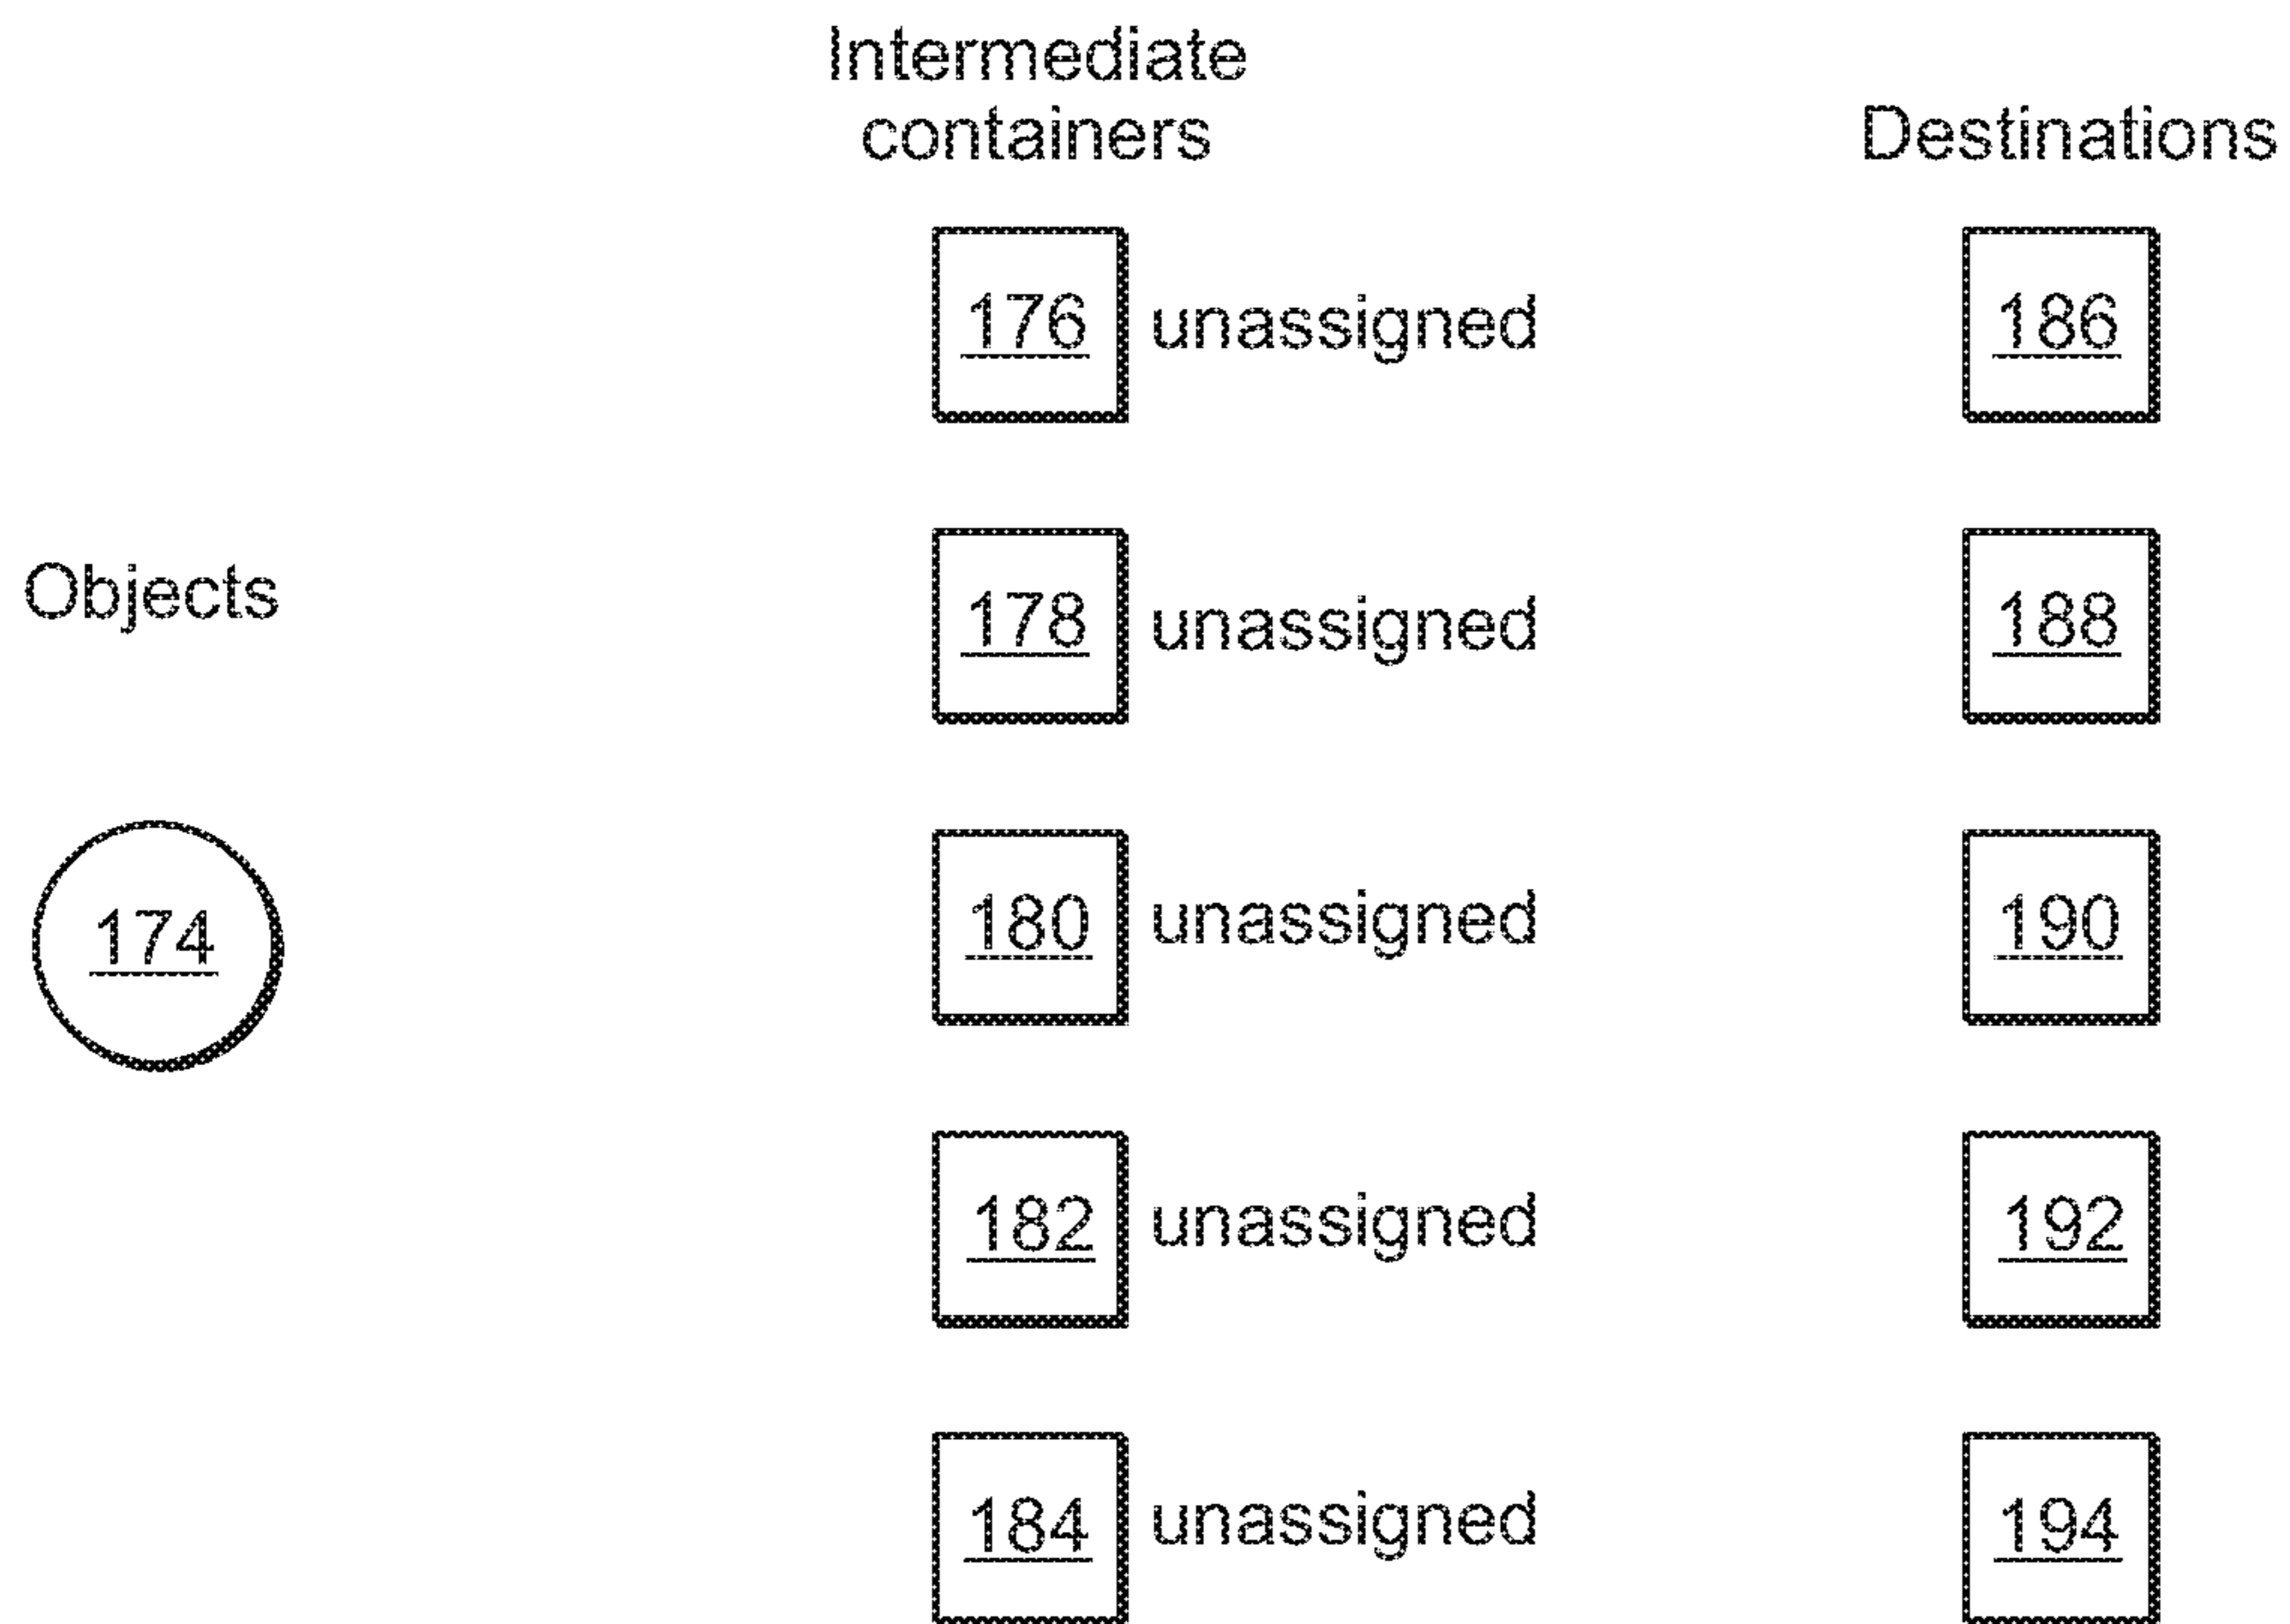 Intermediate
containers
Destinations
176 unassigned
186
Objects
178 unassigned
188
174
180 unassigned
190
182 unassigned
192
184 unassigned
194